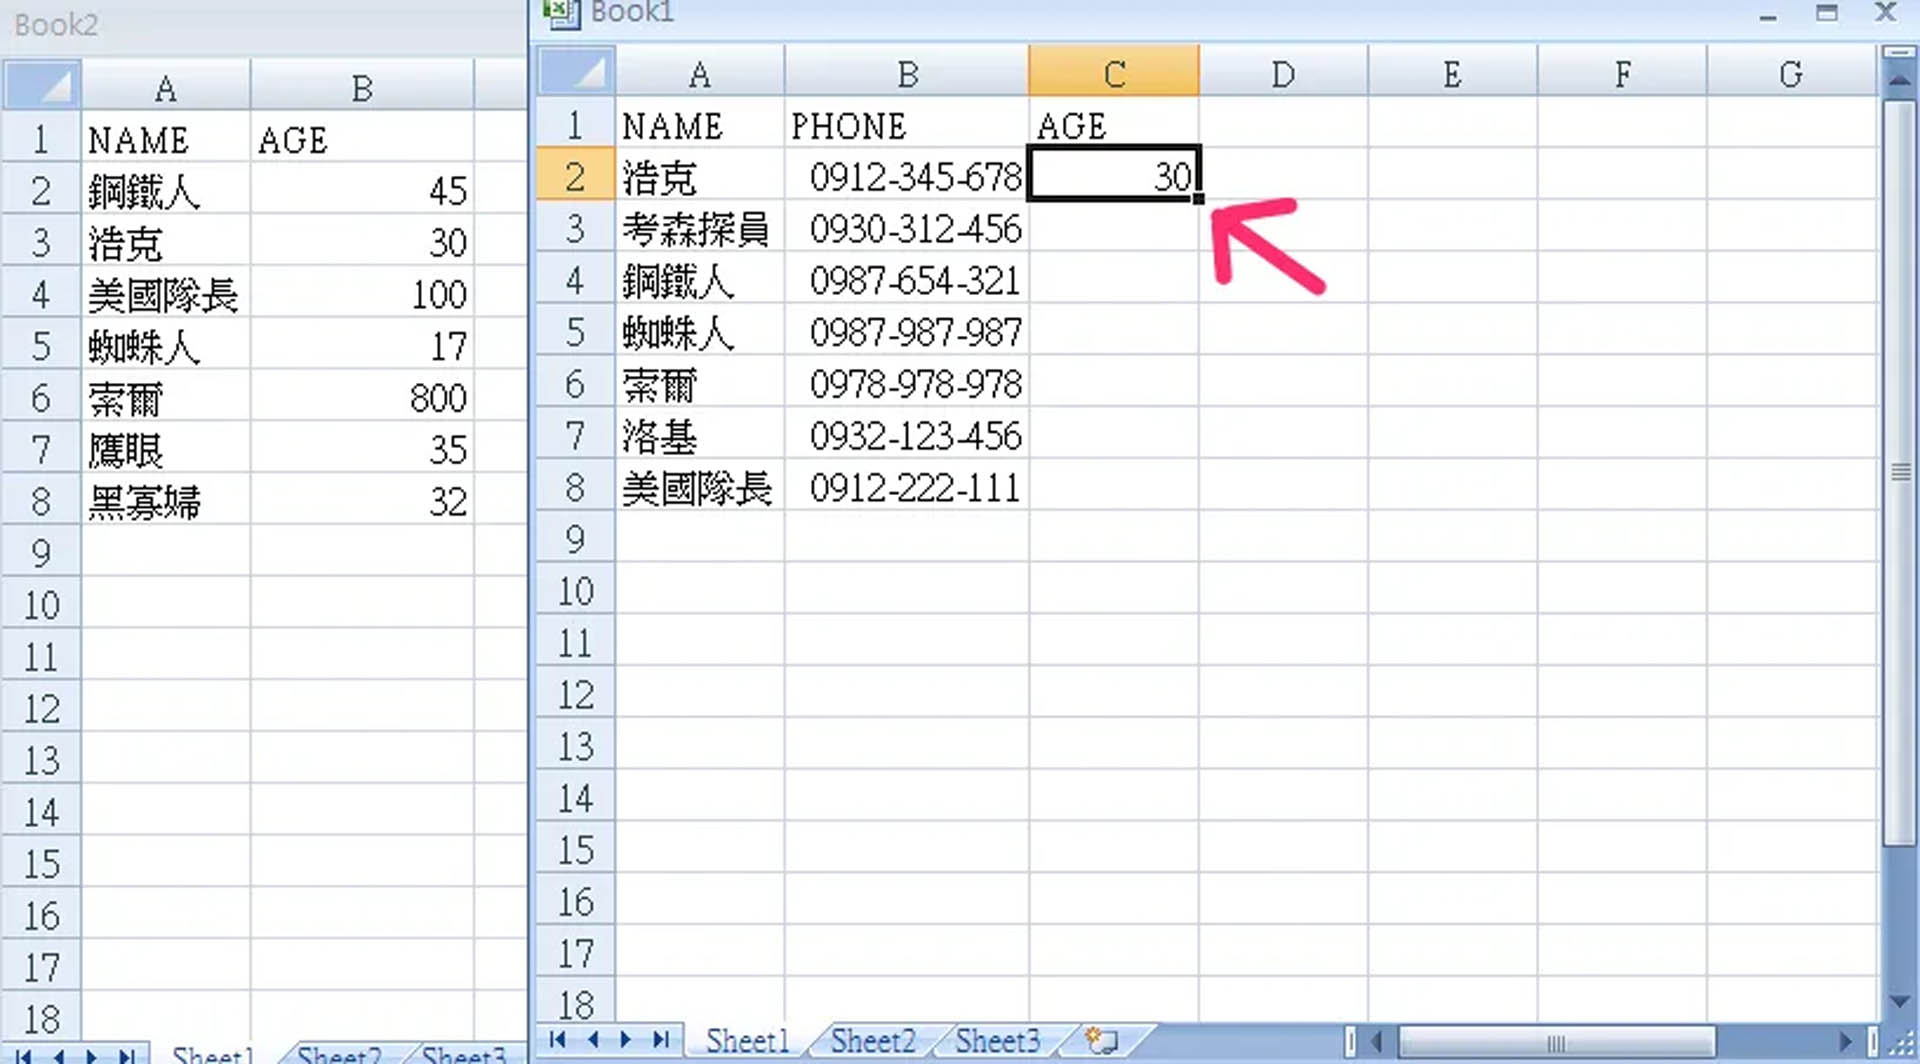 Book2
A B
1 NAME AGE
2 鋼鐵人 45
3 浩克 30
4 美國隊長 100
5 蜘蛛人 17
6 索爾 800
7 鷹眼 35
8 黑寡婦 32
9
10
11
12
13
14
15
16
17
18
Sheet1 Sheet2 Sheet3
Book1
A B C D E F G
1 NAME PHONE AGE
2 浩克 0912-345-678 30
3 考森探員 0930-312-456
4 鋼鐵人 0987-654-321
5 蜘蛛人 0987-987-987
6 索爾 0978-978-978
7 洛基 0932-123-456
8 美國隊長 0912-222-111
9
10
11
12
13
14
15
16
17
18
Sheet1 Sheet2 Sheet3